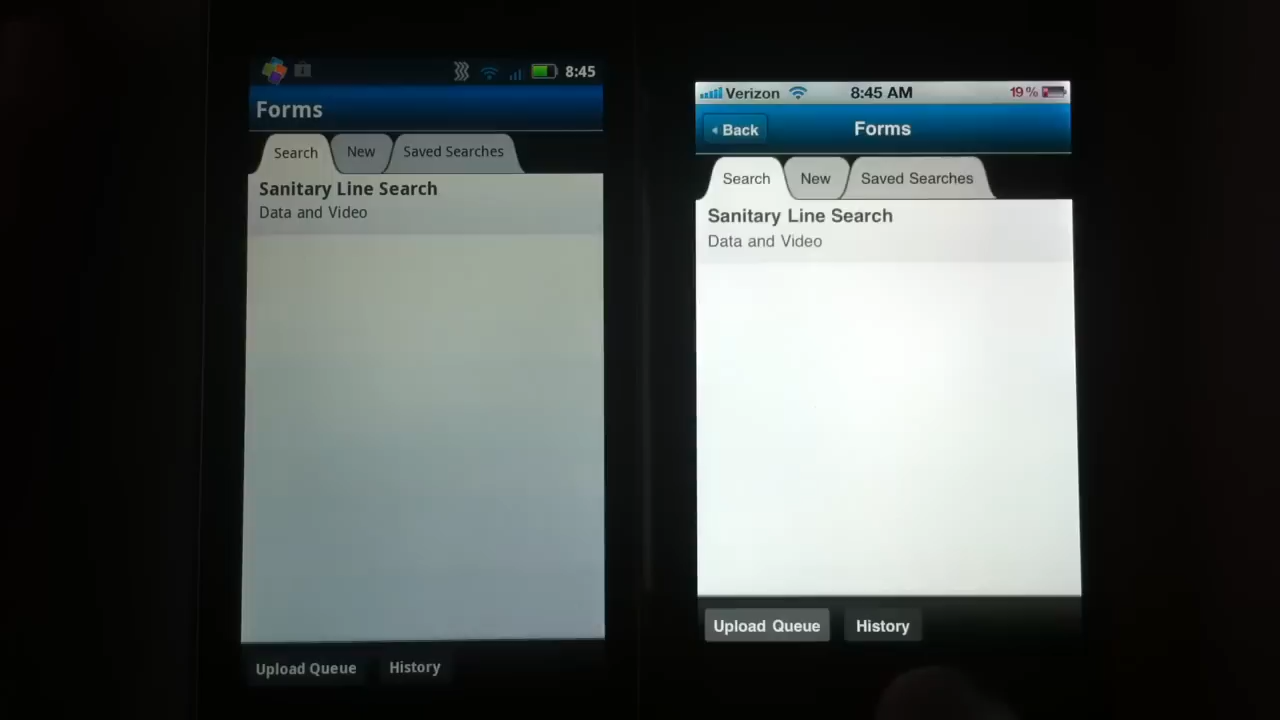 8:45
Forms
Search New Saved Searches
Sanitary Line Search
Data and Video
Upload Queue History
Verizon 8:45 AM 19%
Back Forms
Search New Saved Searches
Sanitary Line Search
Data and Video
Upload Queue History